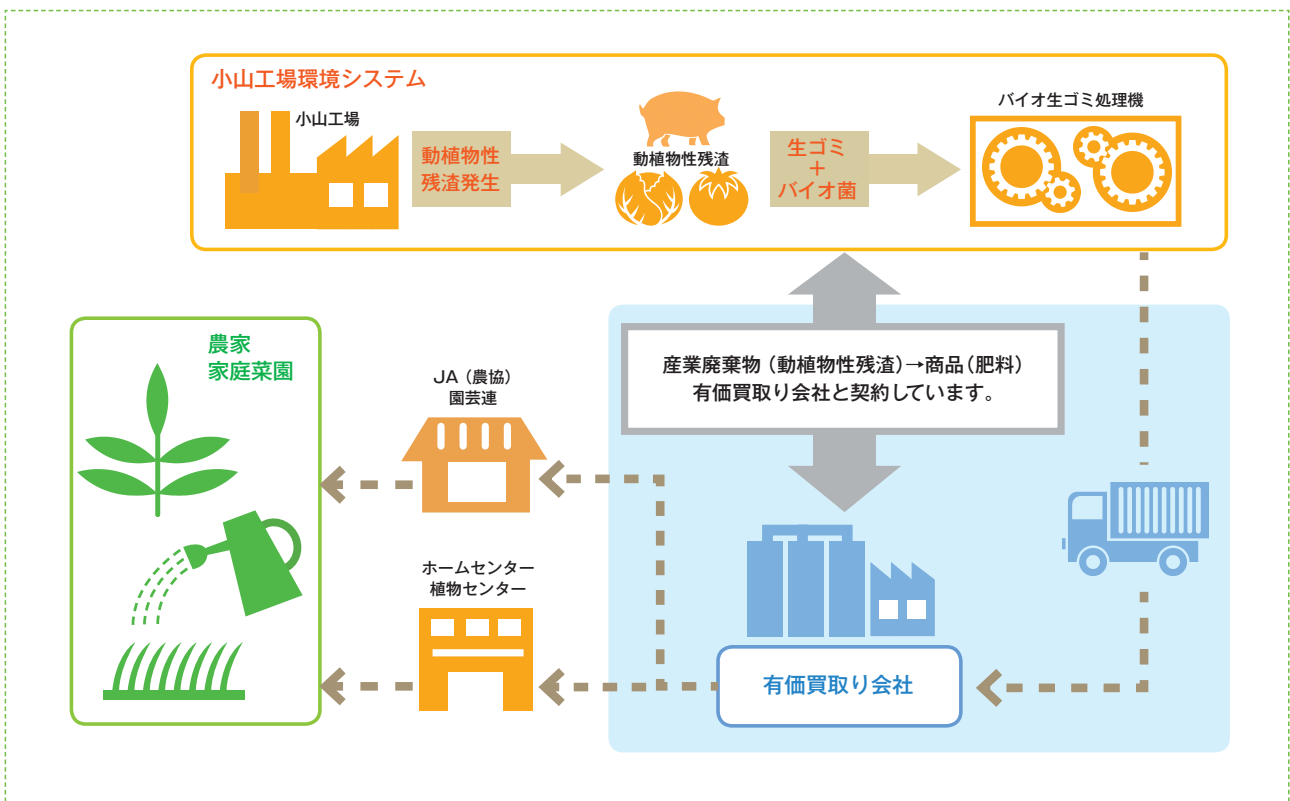 小山工場環境システム
小山工場
動植物性
残渣発生
動植物性残渣
生ゴミ
＋
バイオ菌
バイオ生ゴミ処理機
産業廃棄物（動植物性残渣）→商品（肥料）
有価買取り会社と契約しています。
有価買取り会社
JA（農協）
園芸連
ホームセンター
植物センター
農家
家庭菜園